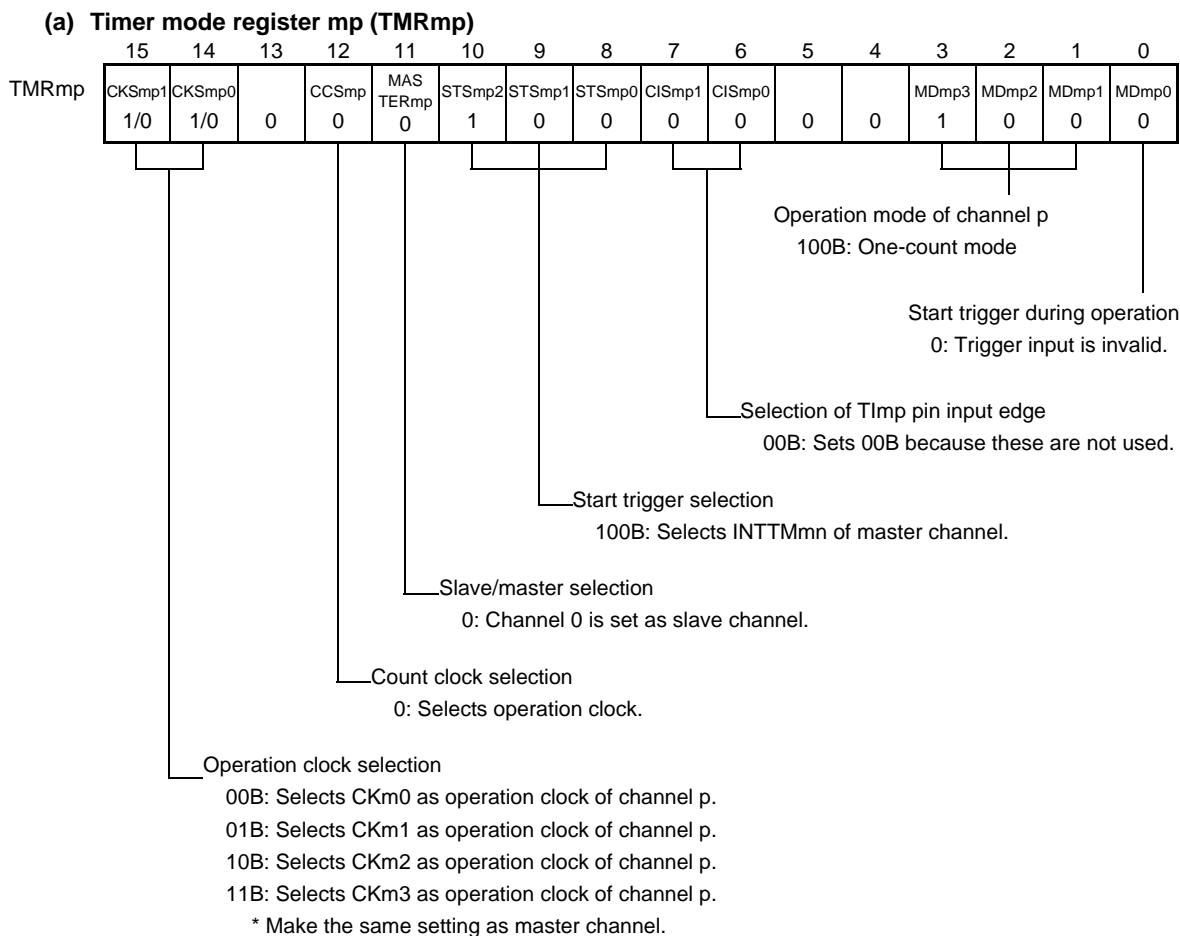 (a) Timer mode register mp (TMRmp)
15 14 13 12 11 10 9 8 7 6 5 4 3 2 1 0
TMRmp CKSmp1 CKSmp0 CCSmp MAS TERmp STSmp2 STSmp1 STSmp0 CISmp1 CISmp0 MDmp3 MDmp2 MDmp1 MDmp0
1/0 1/0 0 0 0 1 0 0 0 0 0 0 1 0 0 0
Operation mode of channel p
100B: One-count mode
Start trigger during operation
0: Trigger input is invalid.
Selection of TImp pin input edge
00B: Sets 00B because these are not used.
Start trigger selection
100B: Selects INTTMmn of master channel.
Slave/master selection
0: Channel 0 is set as slave channel.
Count clock selection
0: Selects operation clock.
Operation clock selection
00B: Selects CKm0 as operation clock of channel p.
01B: Selects CKm1 as operation clock of channel p.
10B: Selects CKm2 as operation clock of channel p.
11B: Selects CKm3 as operation clock of channel p.
* Make the same setting as master channel.